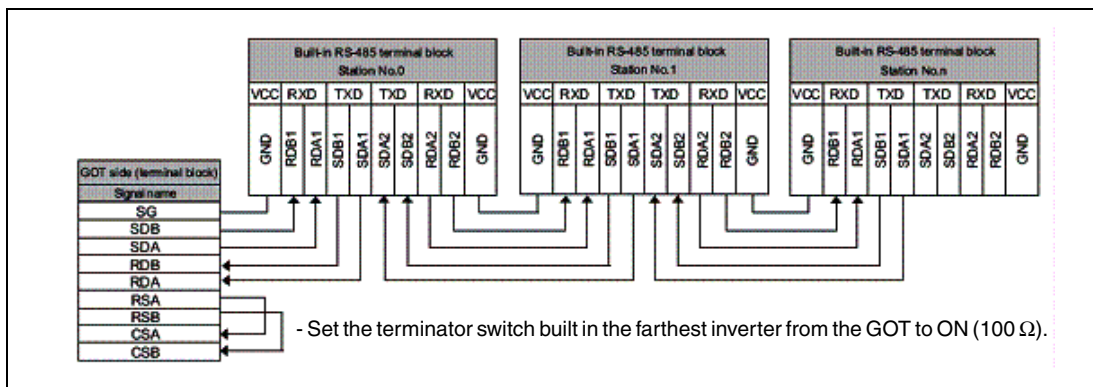 Built-in RS-485 terminal block
Station No.0
VCC RXD TXD TXD RXD VCC
GND RDB1 RDA1 SDB1 SDA1 SDA2 SDB2 RDA2 RDB2 GND
Built-in RS-485 terminal block
Station No.1
VCC RXD TXD TXD RXD VCC
GND RDB1 RDA1 SDB1 SDA1 SDA2 SDB2 RDA2 RDB2 GND
Built-in RS-485 terminal block
Station No.n
VCC RXD TXD TXD RXD VCC
GND RDB1 RDA1 SDB1 SDA1 SDA2 SDB2 RDA2 RDB2 GND
GOT side (terminal block)
Signal name
SG
SDB
SDA
RDB
RDA
RSA
RSB
CSA
CSB
- Set the terminator switch built in the farthest inverter from the GOT to ON (100 Ω).